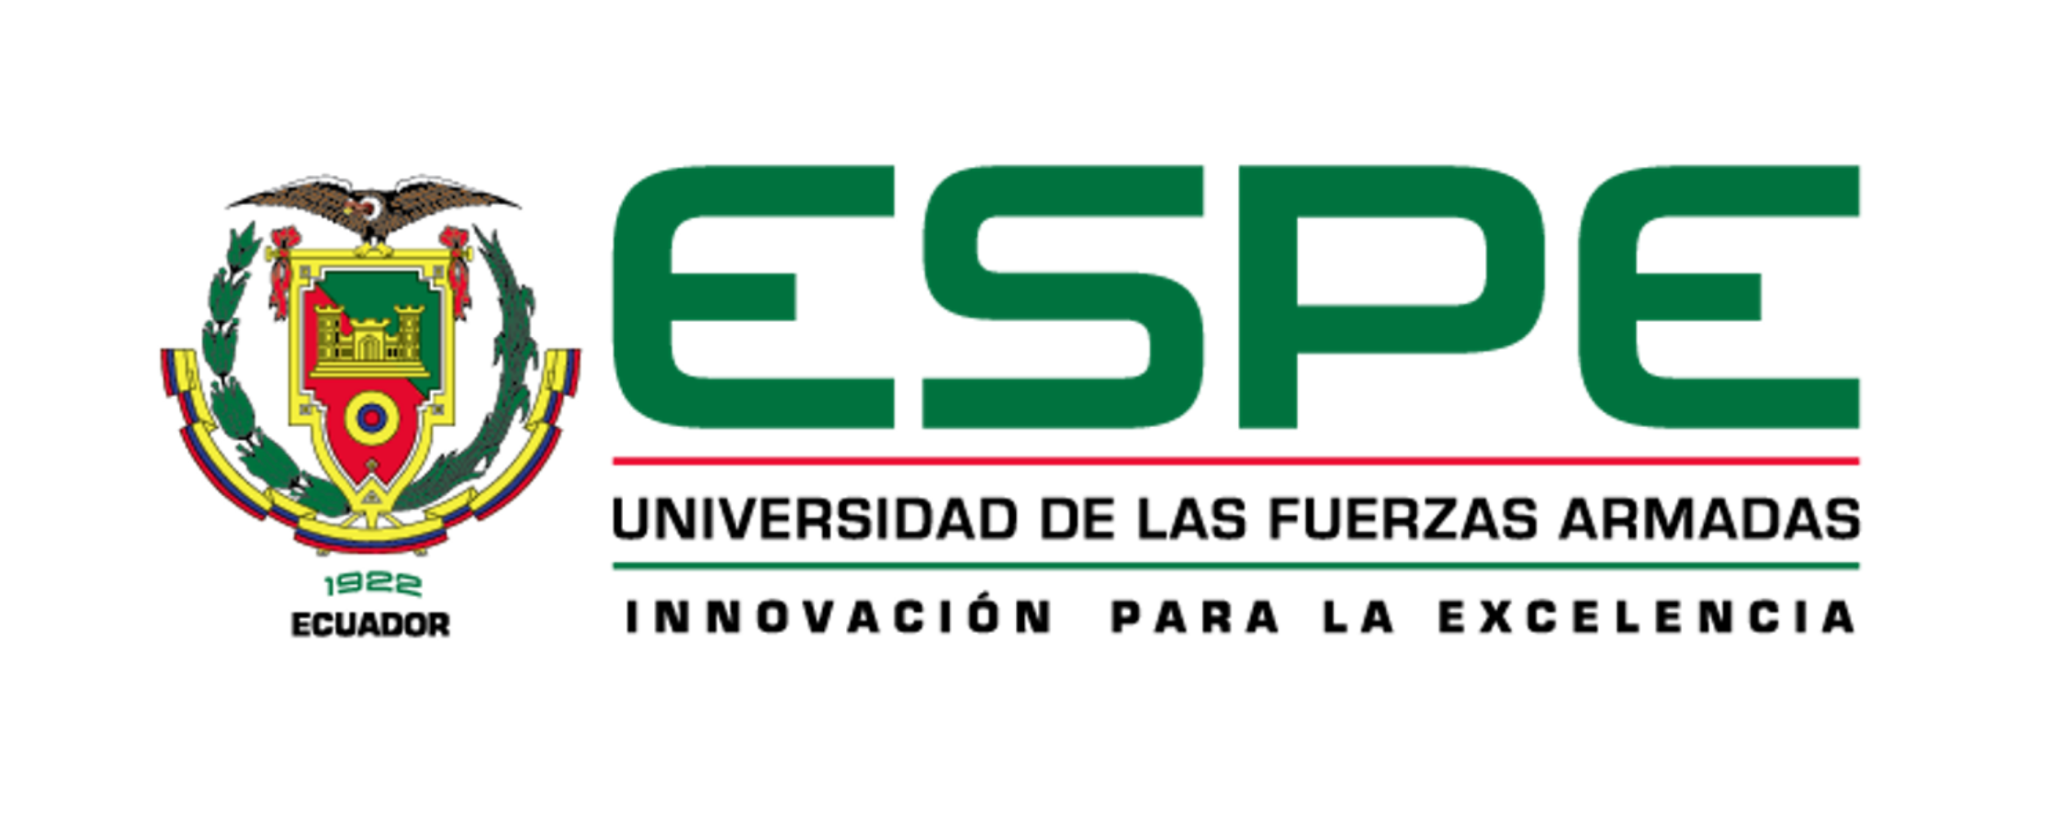 ESPE
UNIVERSIDAD DE LAS FUERZAS ARMADAS
INNOVACIÓN PARA LA EXCELENCIA
1922
ECUADOR